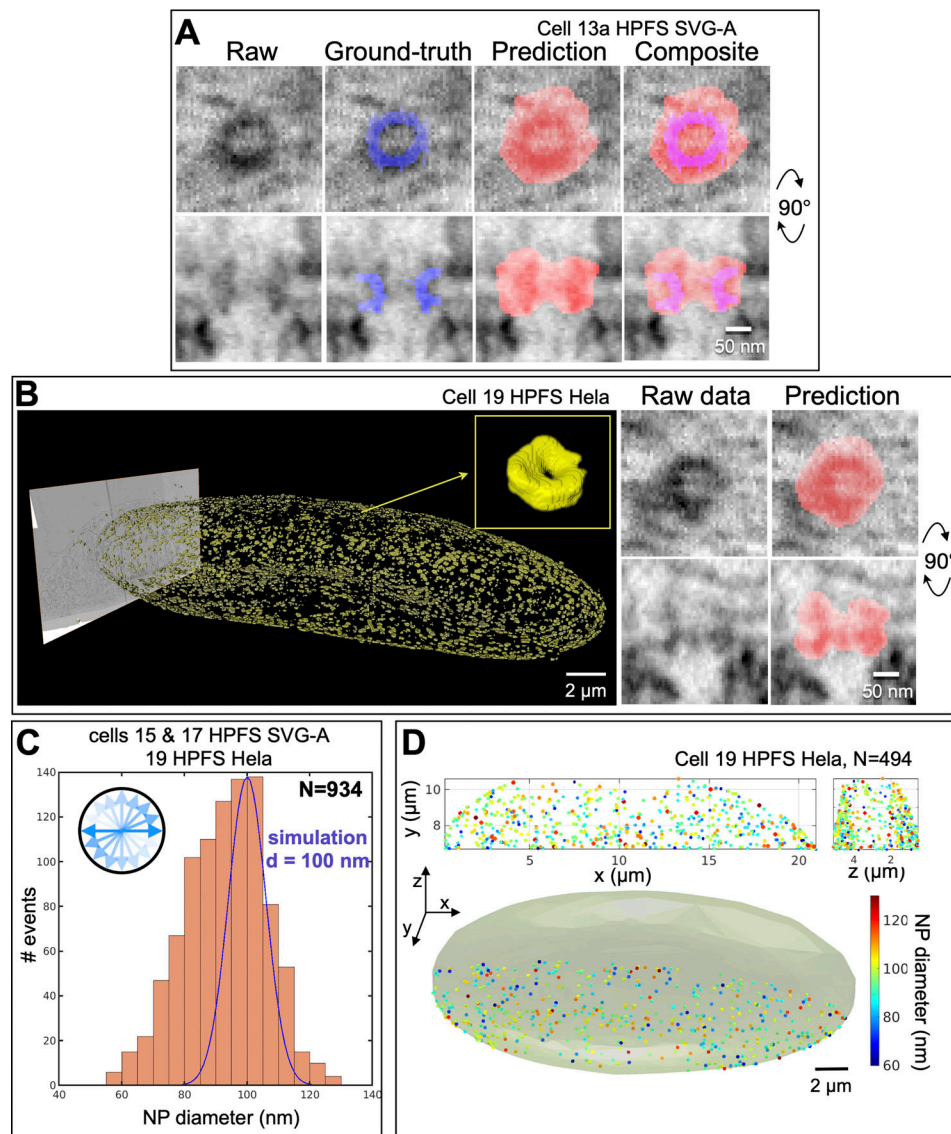 A
Cell 13a HPFS SVG-A
Raw
Ground-truth
Prediction
Composite
90°
50 nm
B
Cell 19 HPFS Hela
Raw data
Prediction
2 µm
90°
50 nm
C
cells 15 & 17 HPFS SVG-A
19 HPFS Hela
N=934
simulation
d = 100 nm
# events
140
120
100
80
60
40
20
0
40
60
80
100
120
140
NP diameter (nm)
D
Cell 19 HPFS Hela, N=494
y (µm)
10
8
5
10
15
20
x (µm)
4
2
z (µm)
z
x
y
120
100
80
60
NP diameter (nm)
2 µm